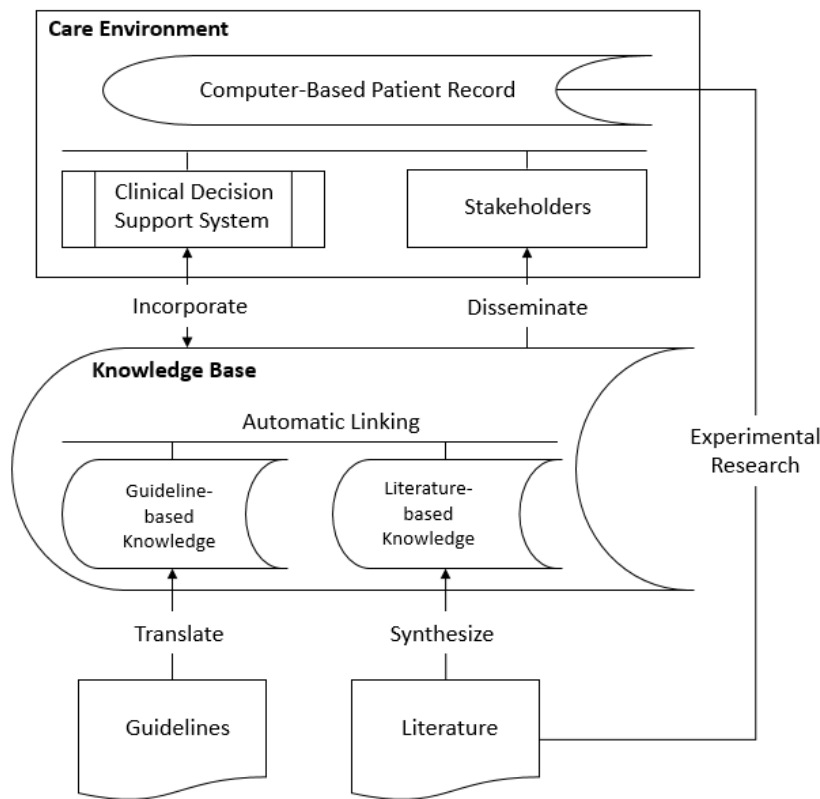 Care Environment
Computer-Based Patient Record
Clinical Decision
Support System
Stakeholders
Incorporate
Disseminate
Knowledge Base
Automatic Linking
Experimental
Research
Guideline-
based
Knowledge
Literature-
based
Knowledge
Translate
Synthesize
Guidelines
Literature